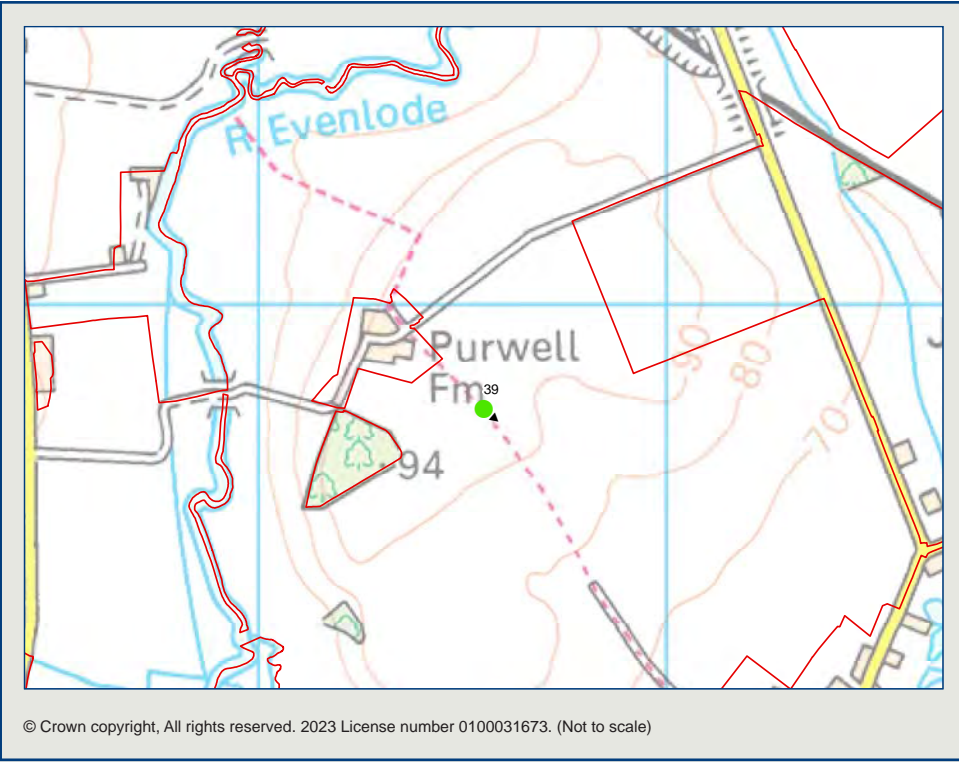 R Evenlode
Purwell
Fm
39
94
90
80
70
© Crown copyright, All rights reserved. 2023 License number 0100031673. (Not to scale)